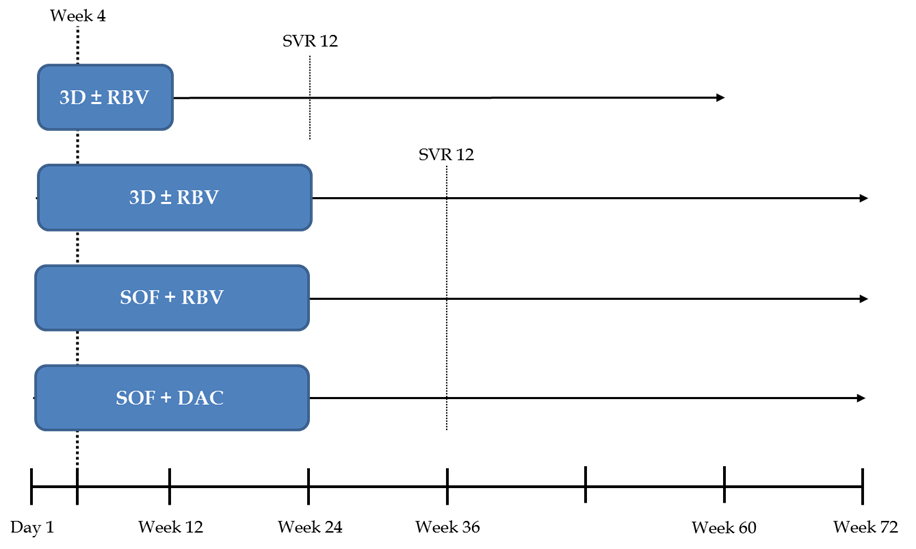 Week 4
SVR 12
3D ± RBV
SVR 12
3D ± RBV
SOF + RBV
SOF + DAC
Day 1
Week 12
Week 24
Week 36
Week 60
Week 72